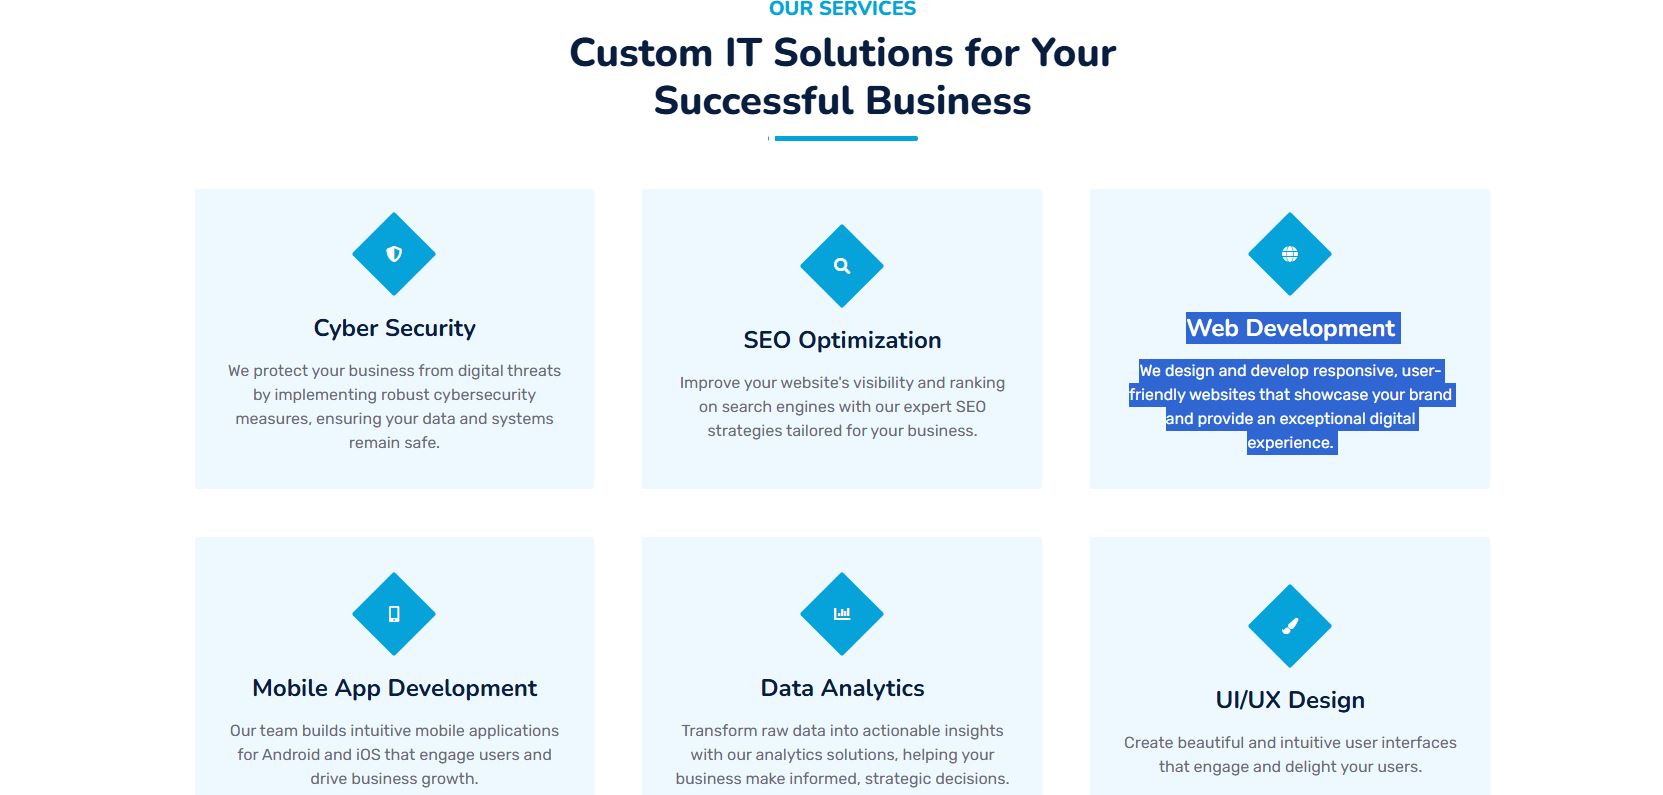 OUR SERVICES
Custom IT Solutions for Your
Successful Business
Cyber Security
We protect your business from digital threats
by implementing robust cybersecurity
measures, ensuring your data and systems
remain safe.
SEO Optimization
Improve your website's visibility and ranking
on search engines with our expert SEO
strategies tailored for your business.
Web Development
We design and develop responsive, user-
friendly websites that showcase your brand
and provide an exceptional digital
experience.
Mobile App Development
Our team builds intuitive mobile applications
for Android and iOS that engage users and
drive business growth.
Data Analytics
Transform raw data into actionable insights
with our analytics solutions, helping your
business make informed, strategic decisions.
UI/UX Design
Create beautiful and intuitive user interfaces
that engage and delight your users.